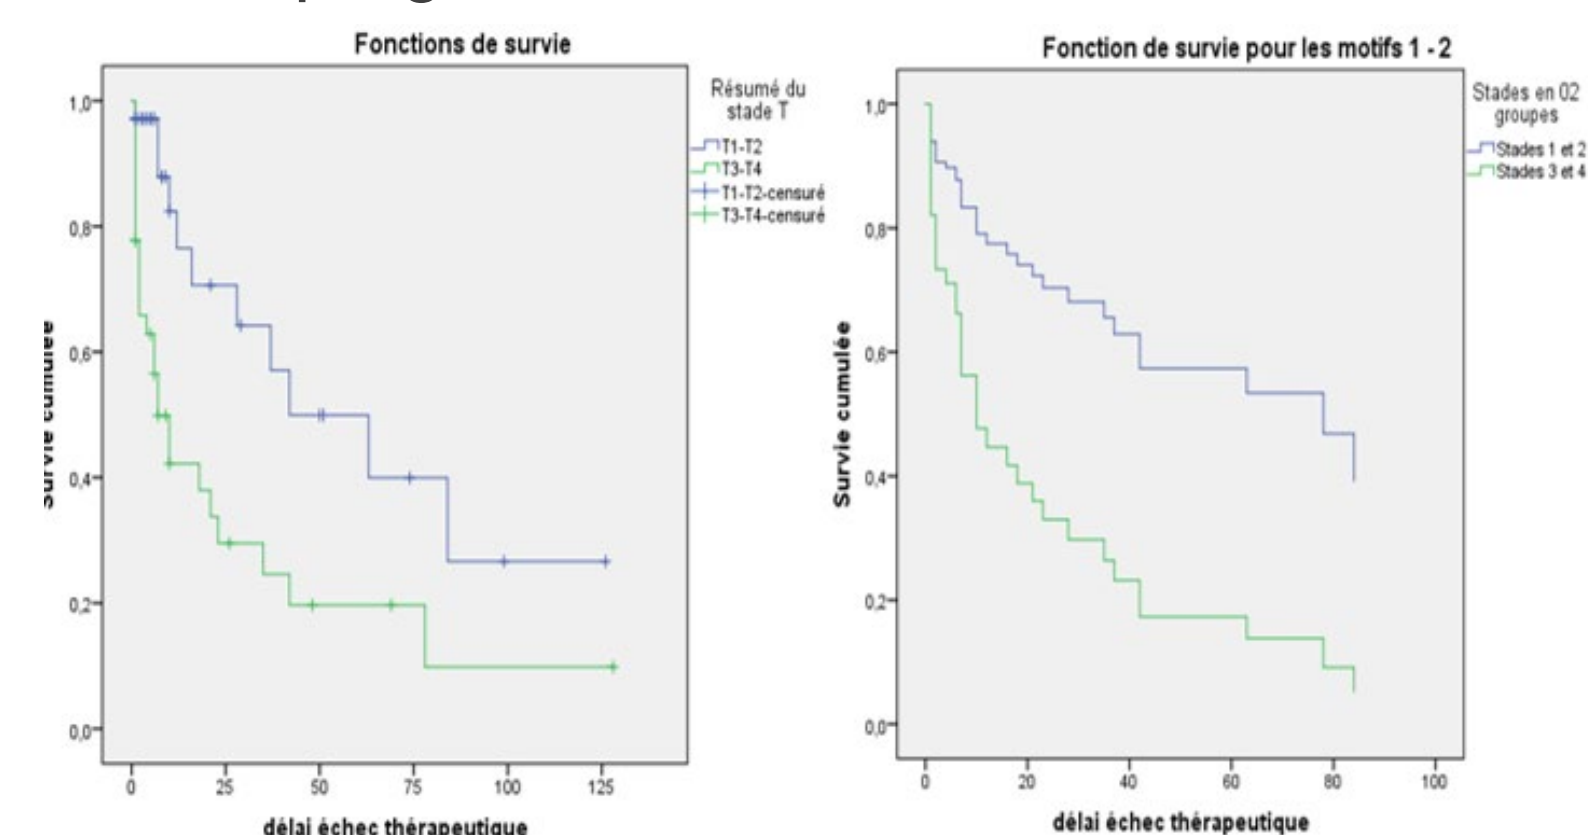 Fonctions de survie
Résumé du
stade T
T1-T2
T3-T4
T1-T2-censuré
T3-T4-censuré
Survie cumulée
1,0
0,8
0,6
0,4
0,2
0,0
0 25 50 75 100 125
délai échec thérapeutique
Fonction de survie pour les motifs 1 - 2
Stades en 02
groupes
Stades 1 et 2
Stades 3 et 4
Survie cumulée
1,0
0,8
0,6
0,4
0,2
0,0
0 20 40 60 80 100
délai échec thérapeutique